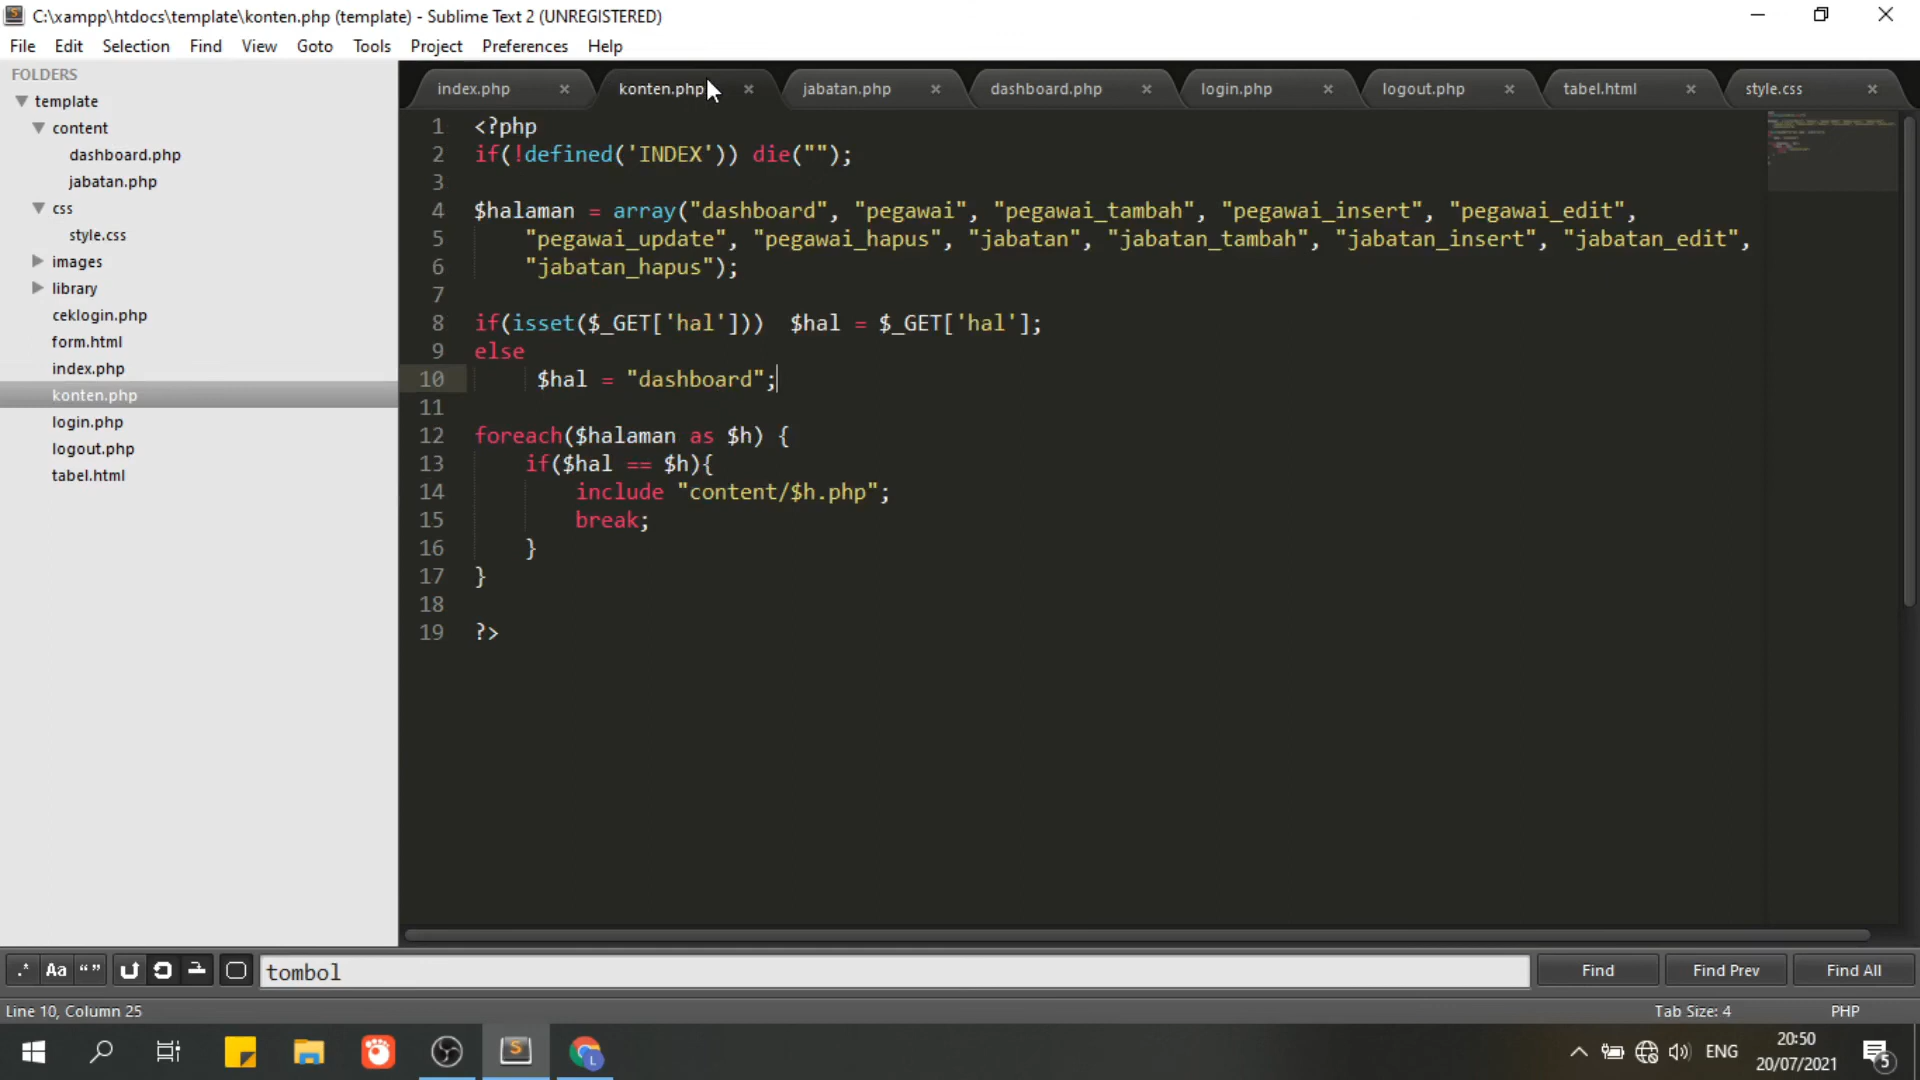 C:\xampp\htdocs\template\konten.php (template) - Sublime Text 2 (UNREGISTERED)
File Edit Selection Find View Goto Tools Project Preferences Help
FOLDERS
template
content
dashboard.php
jabatan.php
css
style.css
images
library
ceklogin.php
form.html
index.php
konten.php
login.php
logout.php
tabel.html
index.php × konten.php × jabatan.php × dashboard.php × login.php × logout.php × tabel.html × style.css ×
1 <?php
2 if(!defined('INDEX')) die("");
3
4 $halaman = array("dashboard", "pegawai", "pegawai_tambah", "pegawai_insert", "pegawai_edit",
5 "pegawai_update", "pegawai_hapus", "jabatan", "jabatan_tambah", "jabatan_insert", "jabatan_edit",
6 "jabatan_hapus");
7
8 if(isset($_GET['hal'])) $hal = $_GET['hal'];
9 else
10 $hal = "dashboard";
11
12 foreach($halaman as $h) {
13 if($hal == $h){
14 include "content/$h.php";
15 break;
16 }
17 }
18
19 ?>
.* Aa “ ” tombol Find Find Prev Find All
Line 10, Column 25 Tab Size: 4 PHP
ENG
20:50
20/07/2021
5